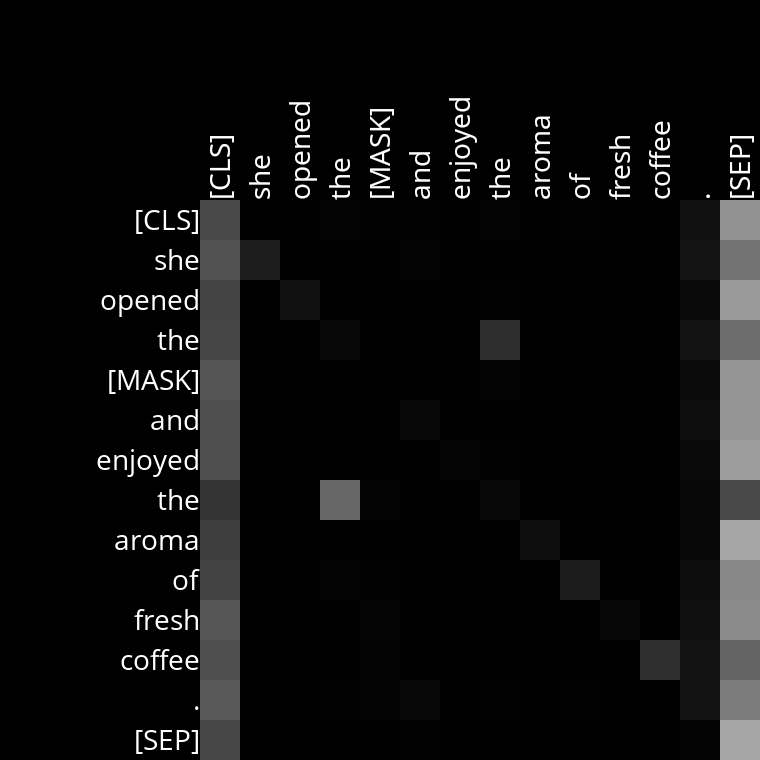 [CLS] she opened the [MASK] and enjoyed the aroma of fresh coffee . [SEP]
[CLS]
she
opened
the
[MASK]
and
enjoyed
the
aroma
of
fresh
coffee
.
[SEP]